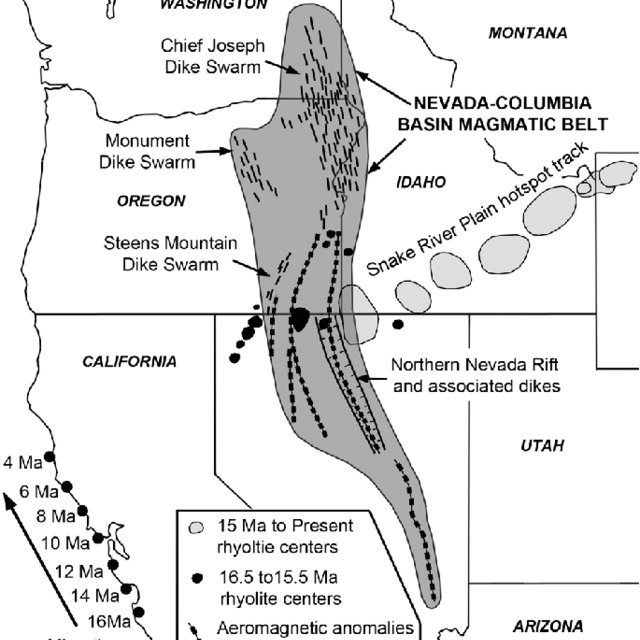 WASHINGTON
MONTANA
Chief Joseph
Dike Swarm
NEVADA-COLUMBIA
BASIN MAGMATIC BELT
Monument
Dike Swarm
OREGON
IDAHO
Snake River Plain hotspot track
Steens Mountain
Dike Swarm
CALIFORNIA
Northern Nevada Rift
and associated dikes
UTAH
4 Ma
6 Ma
8 Ma
10 Ma
12 Ma
14 Ma
16Ma
15 Ma to Present
rhyoltie centers
16.5 to15.5 Ma
rhyolite centers
Aeromagnetic anomalies
ARIZONA